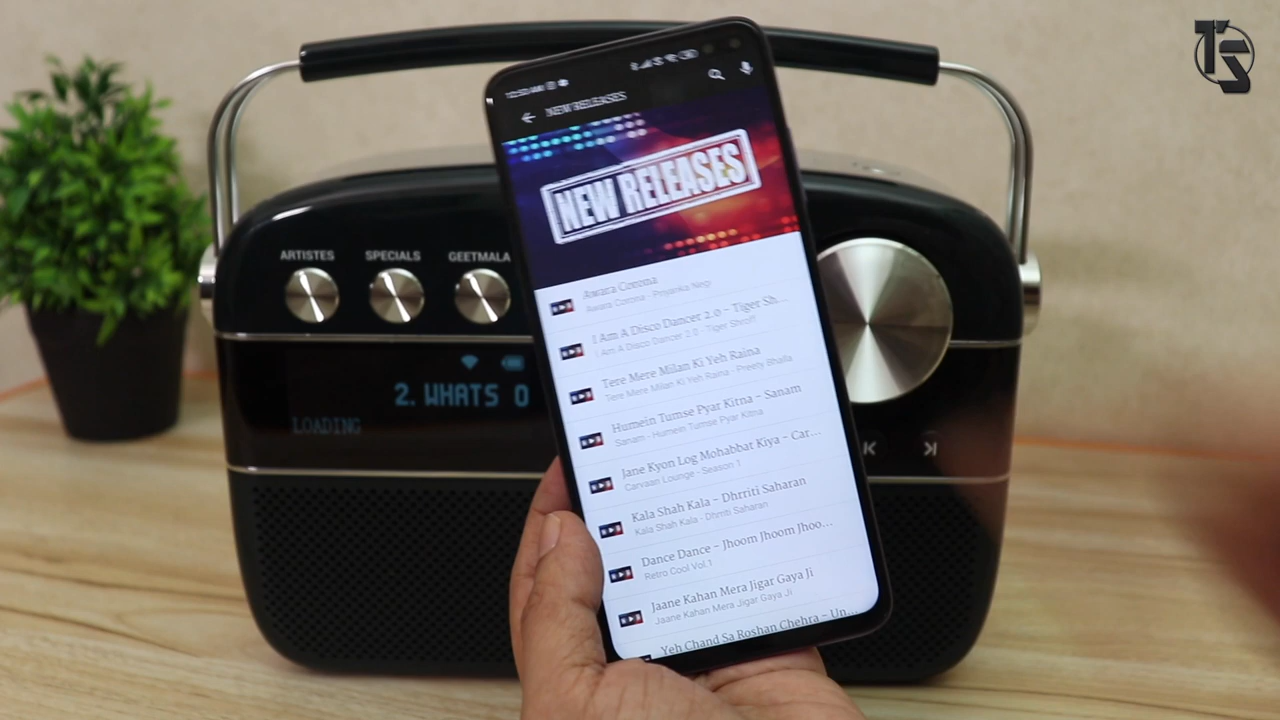 TS
NEW RELEASES
NEW RELEASES
Awara Corona
Awara Corona - Priyanka Negi
I Am A Disco Dancer 2.0 – Tiger Sh...
I Am A Disco Dancer 2.0 - Tiger Shroff
Tere Mere Milan Ki Yeh Raina
Tere Mere Milan Ki Yeh Raina - Preety Bhalla
Humein Tumse Pyar Kitna – Sanam
Sanam - Humein Tumse Pyar Kitna
Jane Kyon Log Mohabbat Kiya – Car...
Carvaan Lounge - Season 1
Kala Shah Kala – Dhrriti Saharan
Kala Shah Kala - Dhrriti Saharan
Dance Dance – Jhoom Jhoom Jhoo...
Retro Cool Vol.1
Jaane Kahan Mera Jigar Gaya Ji
Jaane Kahan Mera Jigar Gaya Ji
Yeh Chand Sa Roshan Chehra – Un...
ARTISTES SPECIALS GEETMALA
2. WHATS O
LOADING